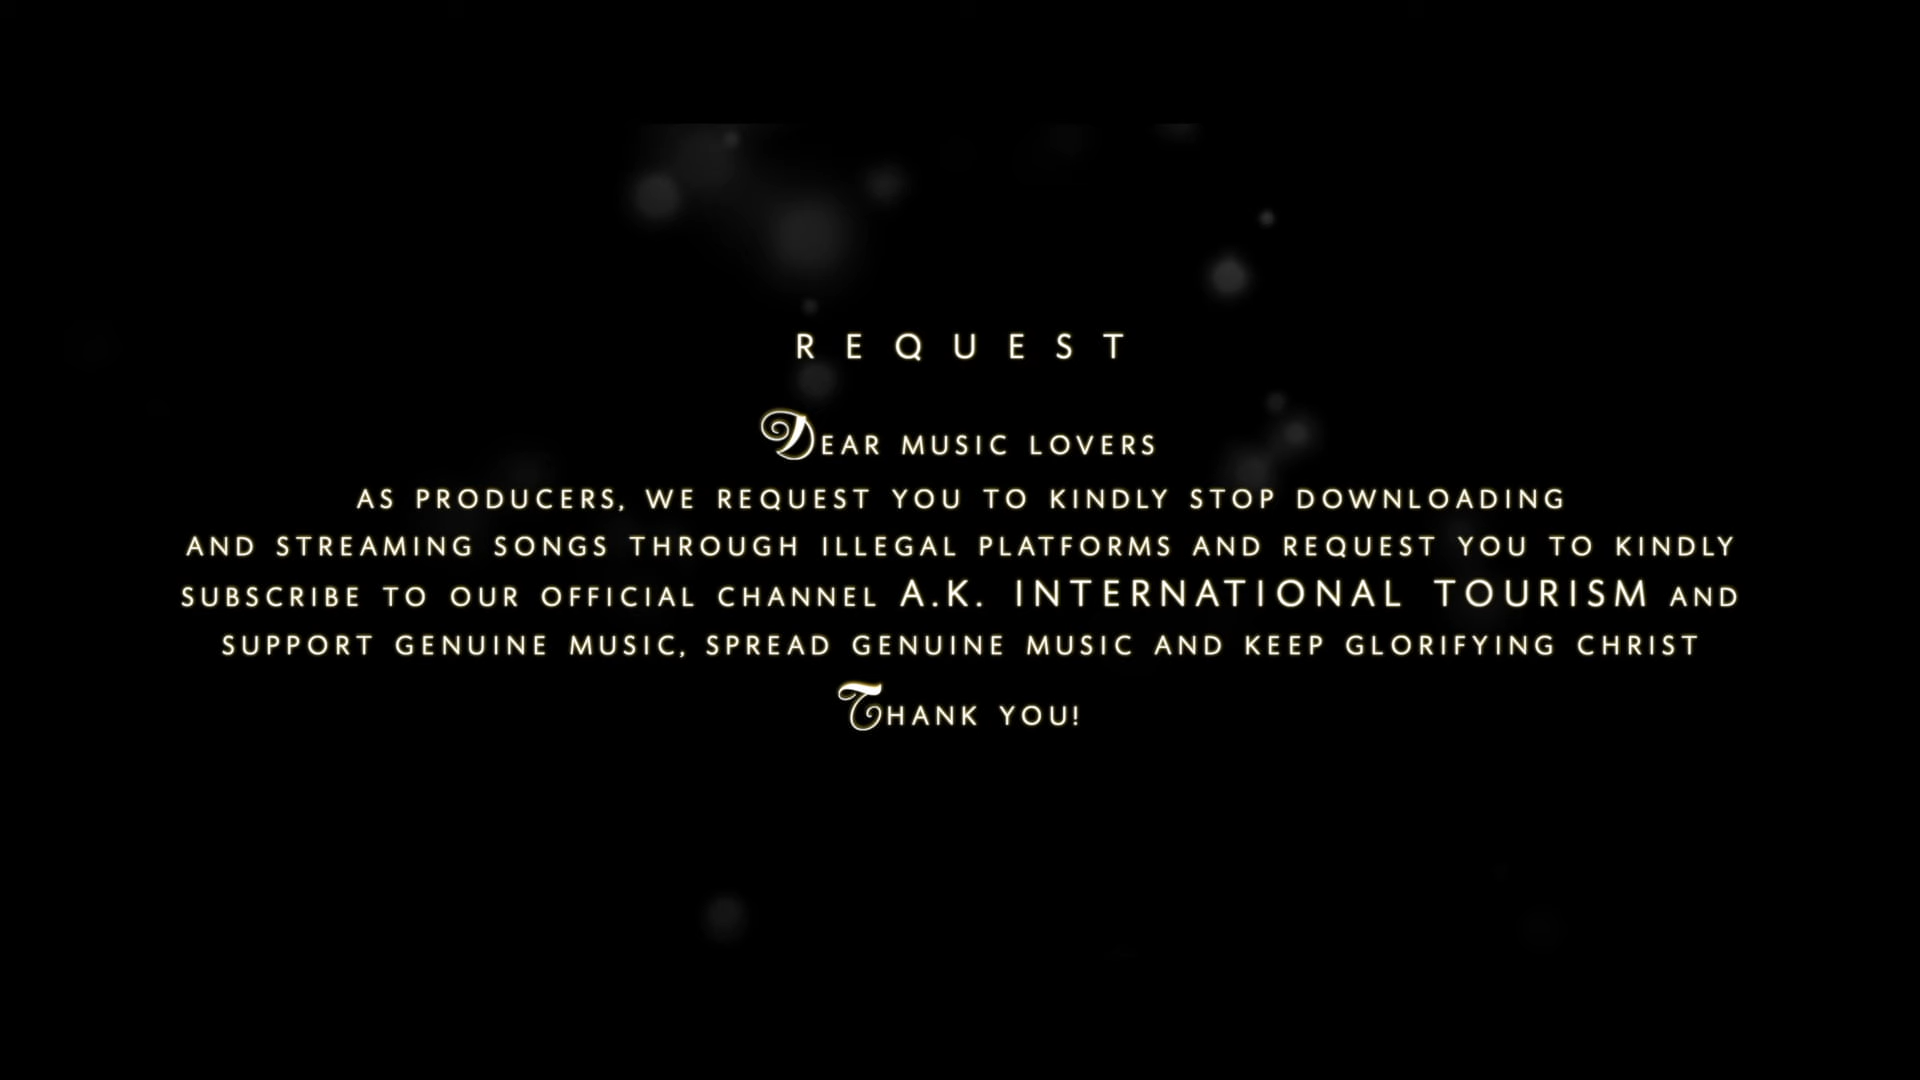 REQUEST
DEAR MUSIC LOVERS
AS PRODUCERS, WE REQUEST YOU TO KINDLY STOP DOWNLOADING
AND STREAMING SONGS THROUGH ILLEGAL PLATFORMS AND REQUEST YOU TO KINDLY
SUBSCRIBE TO OUR OFFICIAL CHANNEL A.K. INTERNATIONAL TOURISM AND
SUPPORT GENUINE MUSIC, SPREAD GENUINE MUSIC AND KEEP GLORIFYING CHRIST
THANK YOU!